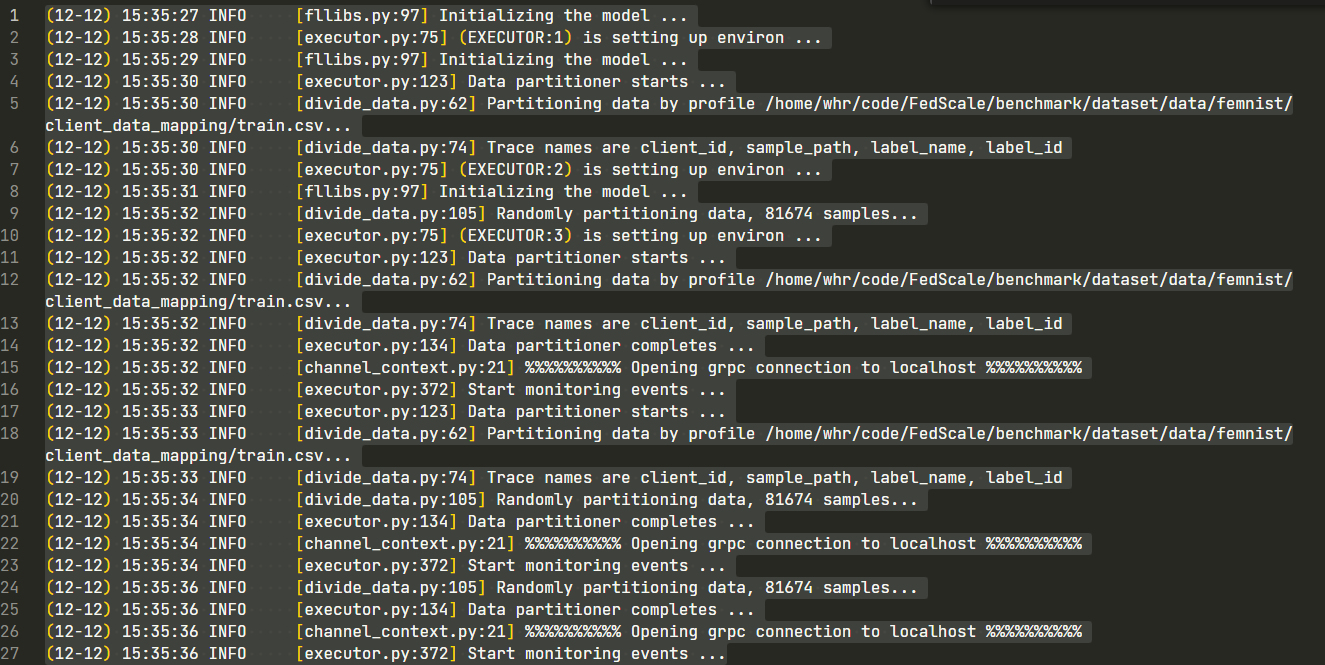 1 (12-12) 15:35:27 INFO [fllibs.py:97] Initializing the model ...
2 (12-12) 15:35:28 INFO [executor.py:75] (EXECUTOR:1) is setting up environ ...
3 (12-12) 15:35:29 INFO [fllibs.py:97] Initializing the model ...
4 (12-12) 15:35:30 INFO [executor.py:123] Data partitioner starts ...
5 (12-12) 15:35:30 INFO [divide_data.py:62] Partitioning data by profile /home/whr/code/FedScale/benchmark/dataset/data/femnist/
client_data_mapping/train.csv...
6 (12-12) 15:35:30 INFO [divide_data.py:74] Trace names are client_id, sample_path, label_name, label_id
7 (12-12) 15:35:30 INFO [executor.py:75] (EXECUTOR:2) is setting up environ ...
8 (12-12) 15:35:31 INFO [fllibs.py:97] Initializing the model ...
9 (12-12) 15:35:32 INFO [divide_data.py:105] Randomly partitioning data, 81674 samples...
10 (12-12) 15:35:32 INFO [executor.py:75] (EXECUTOR:3) is setting up environ ...
11 (12-12) 15:35:32 INFO [executor.py:123] Data partitioner starts ...
12 (12-12) 15:35:32 INFO [divide_data.py:62] Partitioning data by profile /home/whr/code/FedScale/benchmark/dataset/data/femnist/
client_data_mapping/train.csv...
13 (12-12) 15:35:32 INFO [divide_data.py:74] Trace names are client_id, sample_path, label_name, label_id
14 (12-12) 15:35:32 INFO [executor.py:134] Data partitioner completes ...
15 (12-12) 15:35:32 INFO [channel_context.py:21] %%%%%%%%%% Opening grpc connection to localhost %%%%%%%%%%
16 (12-12) 15:35:32 INFO [executor.py:372] Start monitoring events ...
17 (12-12) 15:35:33 INFO [executor.py:123] Data partitioner starts ...
18 (12-12) 15:35:33 INFO [divide_data.py:62] Partitioning data by profile /home/whr/code/FedScale/benchmark/dataset/data/femnist/
client_data_mapping/train.csv...
19 (12-12) 15:35:33 INFO [divide_data.py:74] Trace names are client_id, sample_path, label_name, label_id
20 (12-12) 15:35:34 INFO [divide_data.py:105] Randomly partitioning data, 81674 samples...
21 (12-12) 15:35:34 INFO [executor.py:134] Data partitioner completes ...
22 (12-12) 15:35:34 INFO [channel_context.py:21] %%%%%%%%%% Opening grpc connection to localhost %%%%%%%%%%
23 (12-12) 15:35:34 INFO [executor.py:372] Start monitoring events ...
24 (12-12) 15:35:36 INFO [divide_data.py:105] Randomly partitioning data, 81674 samples...
25 (12-12) 15:35:36 INFO [executor.py:134] Data partitioner completes ...
26 (12-12) 15:35:36 INFO [channel_context.py:21] %%%%%%%%%% Opening grpc connection to localhost %%%%%%%%%%
27 (12-12) 15:35:36 INFO [executor.py:372] Start monitoring events ...